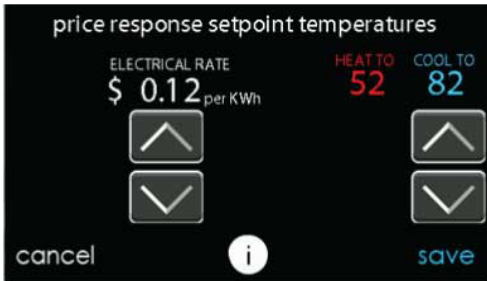 price response setpoint temperatures
ELECTRICAL RATE HEAT TO COOL TO
$ 0.12 per KWh 52 82
cancel i save